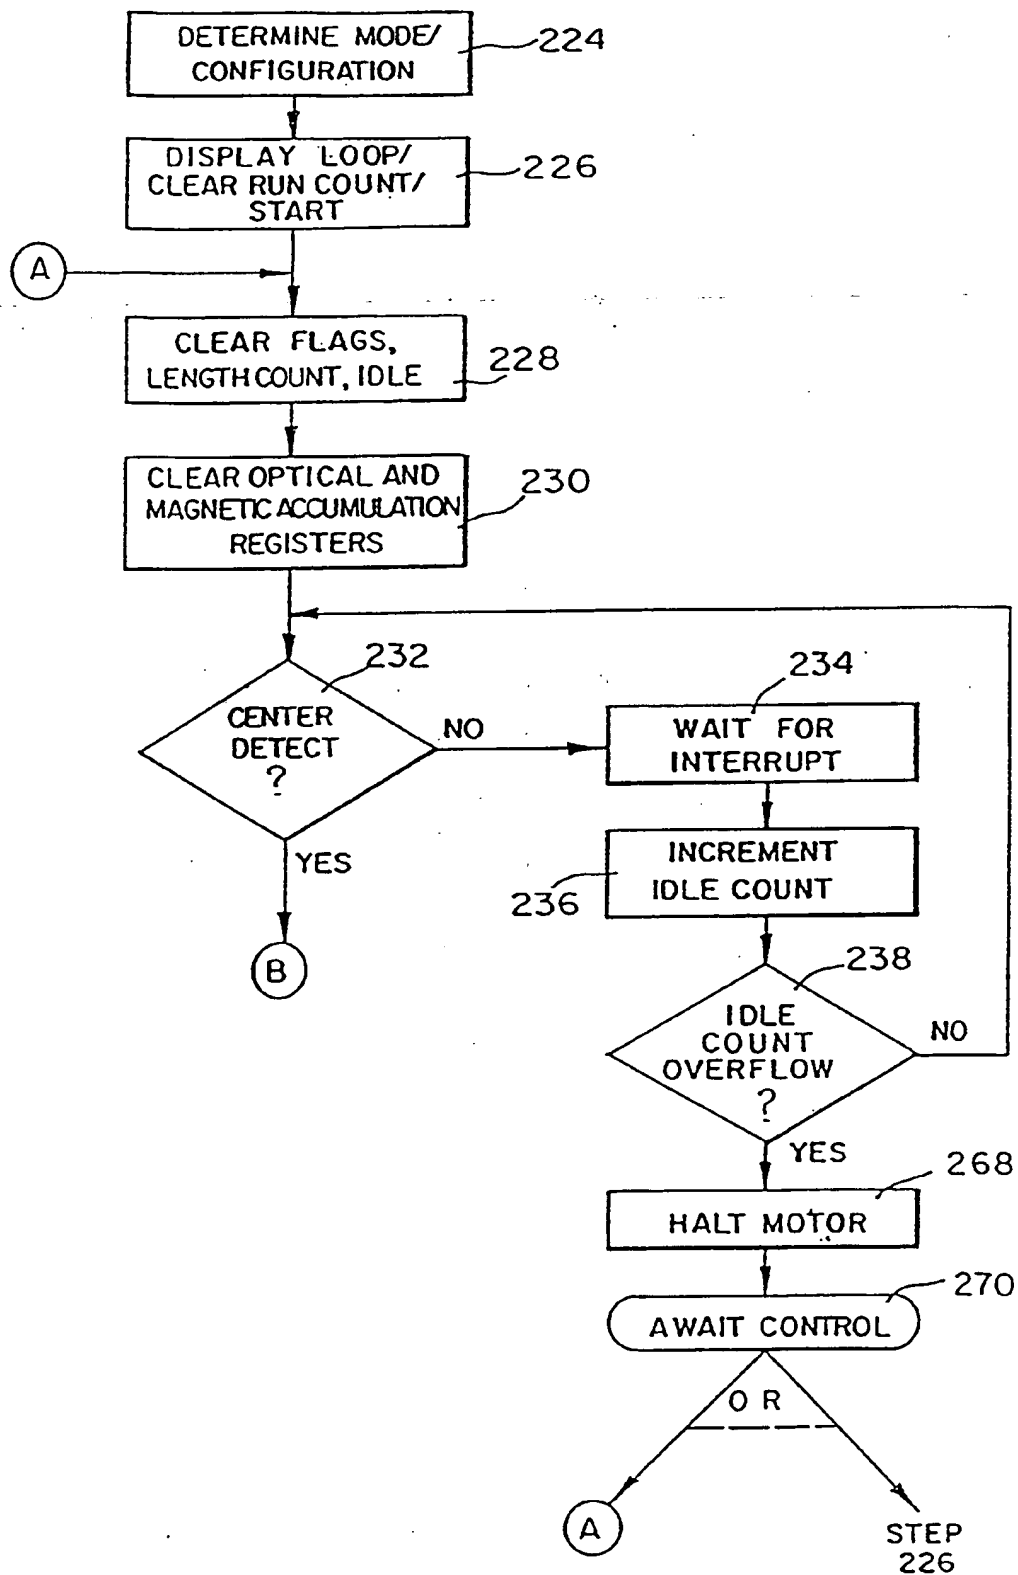 DETERMINE MODE/
CONFIGURATION
224
DISPLAY LOOP/
CLEAR RUN COUNT/
START
226
A
CLEAR FLAGS,
LENGTH COUNT, IDLE
228
CLEAR OPTICAL AND
MAGNETIC ACCUMULATION
REGISTERS
230
CENTER
DETECT
?
232
NO
YES
B
WAIT FOR
INTERRUPT
234
INCREMENT
IDLE COUNT
236
IDLE
COUNT
OVERFLOW
?
238
NO
YES
HALT MOTOR
268
AWAIT CONTROL
270
OR
A
STEP
226